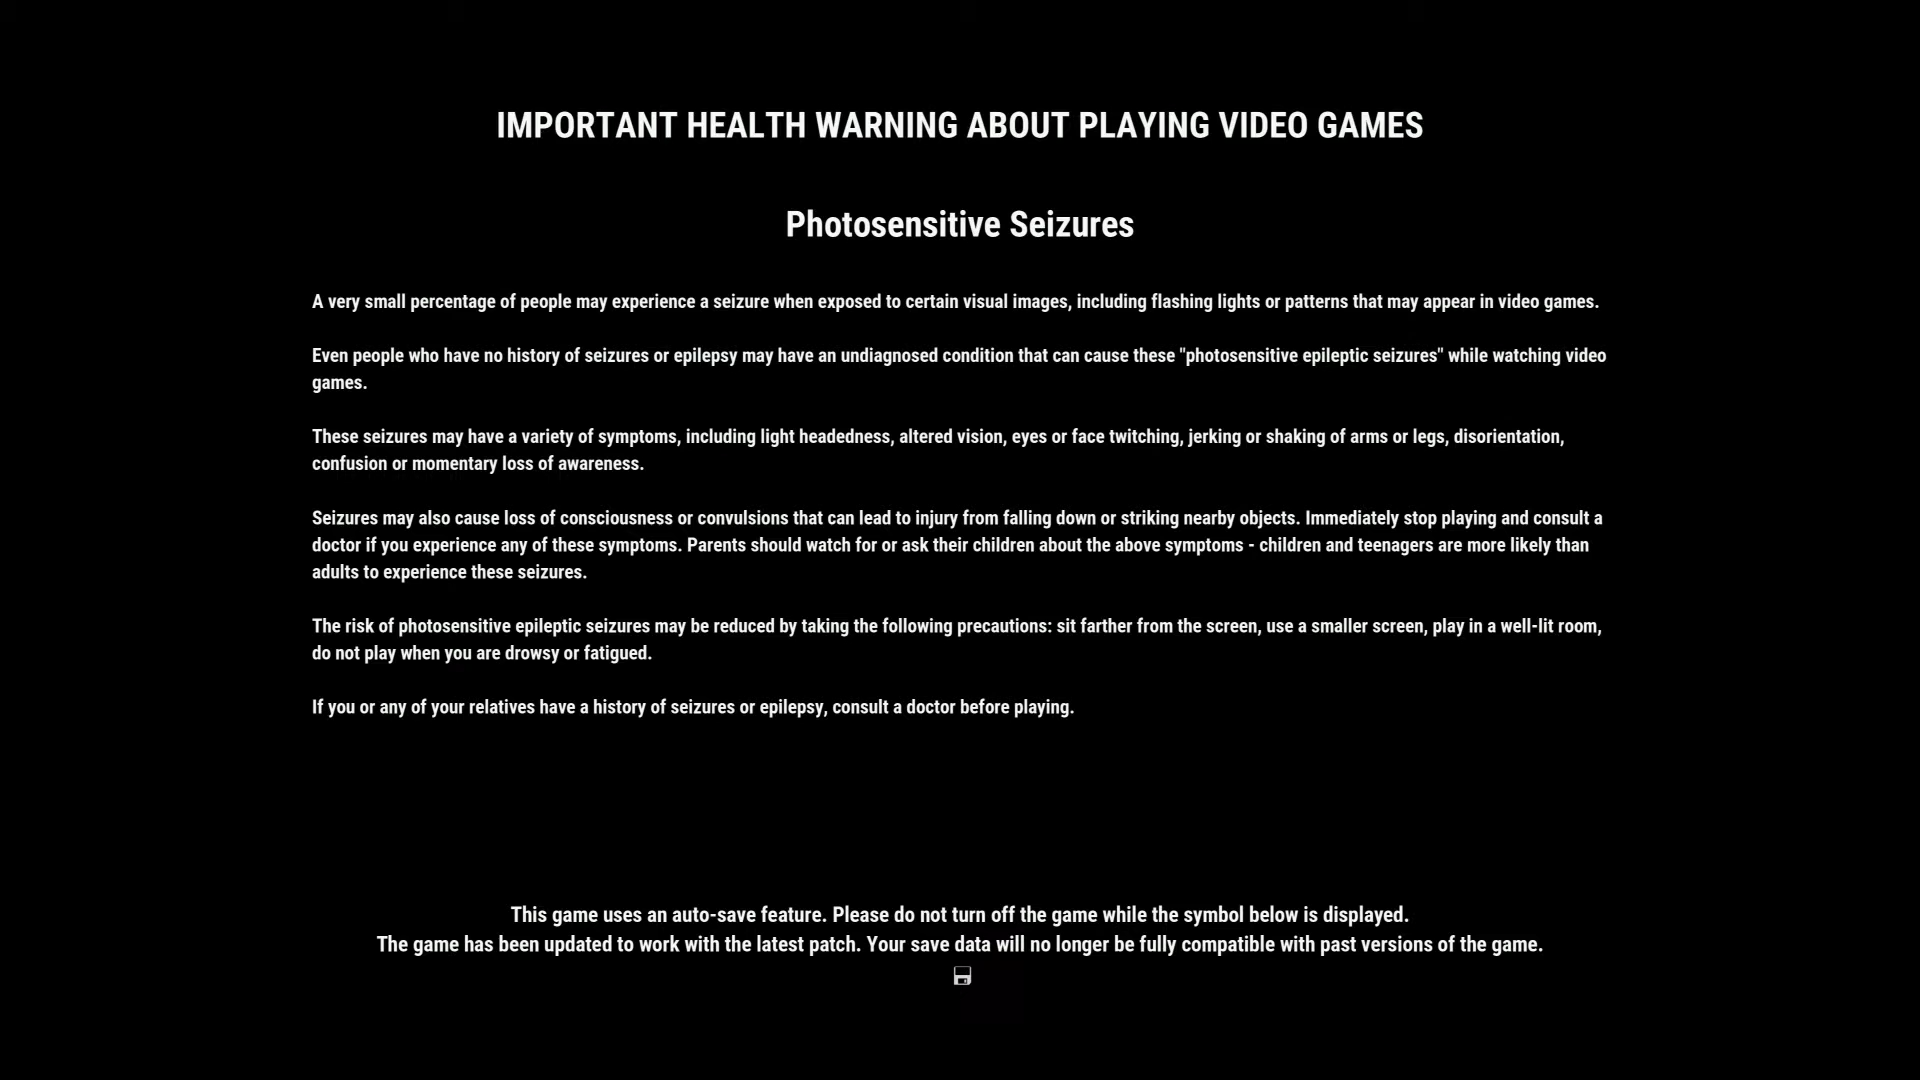 IMPORTANT HEALTH WARNING ABOUT PLAYING VIDEO GAMES
Photosensitive Seizures
A very small percentage of people may experience a seizure when exposed to certain visual images, including flashing lights or patterns that may appear in video games.
Even people who have no history of seizures or epilepsy may have an undiagnosed condition that can cause these "photosensitive epileptic seizures" while watching video
games.
These seizures may have a variety of symptoms, including light headedness, altered vision, eyes or face twitching, jerking or shaking of arms or legs, disorientation,
confusion or momentary loss of awareness.
Seizures may also cause loss of consciousness or convulsions that can lead to injury from falling down or striking nearby objects. Immediately stop playing and consult a
doctor if you experience any of these symptoms. Parents should watch for or ask their children about the above symptoms - children and teenagers are more likely than
adults to experience these seizures.
The risk of photosensitive epileptic seizures may be reduced by taking the following precautions: sit farther from the screen, use a smaller screen, play in a well-lit room,
do not play when you are drowsy or fatigued.
If you or any of your relatives have a history of seizures or epilepsy, consult a doctor before playing.
This game uses an auto-save feature. Please do not turn off the game while the symbol below is displayed.
The game has been updated to work with the latest patch. Your save data will no longer be fully compatible with past versions of the game.